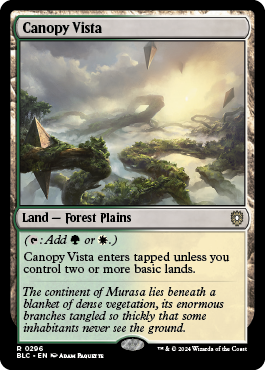 Canopy Vista
Land — Forest Plains
(: Add or .)
Canopy Vista enters tapped unless you
control two or more basic lands.
The continent of Murasa lies beneath a
blanket of dense vegetation, its enormous
branches tangled so thickly that some
inhabitants never see the ground.
R 0296
BLC • EN Adam Paquette
™ & © 2024 Wizards of the Coast